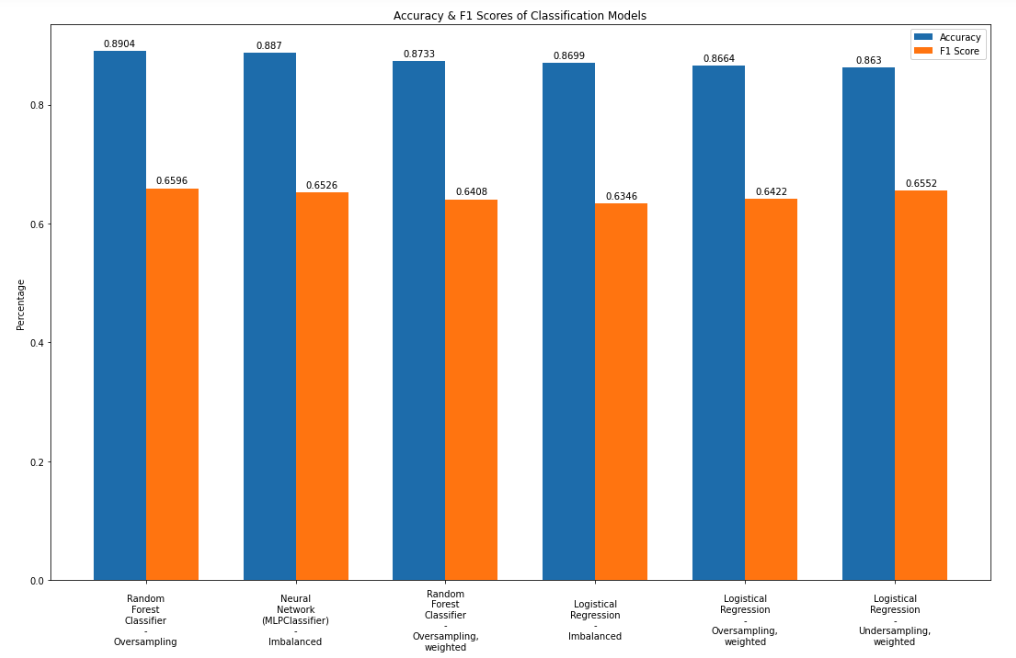 Accuracy & F1 Scores of Classification Models
Accuracy
F1 Score
0.8904
0.887
0.8733
0.8699
0.8664
0.863
0.6596
0.6526
0.6408
0.6346
0.6422
0.6552
Percentage
0.8
0.6
0.4
0.2
0.0
Random
Forest
Classifier
-
Oversampling
Neural
Network
(MLPClassifier)
-
Imbalanced
Random
Forest
Classifier
-
Oversampling,
weighted
Logistical
Regression
-
Imbalanced
Logistical
Regression
-
Oversampling,
weighted
Logistical
Regression
-
Undersampling,
weighted